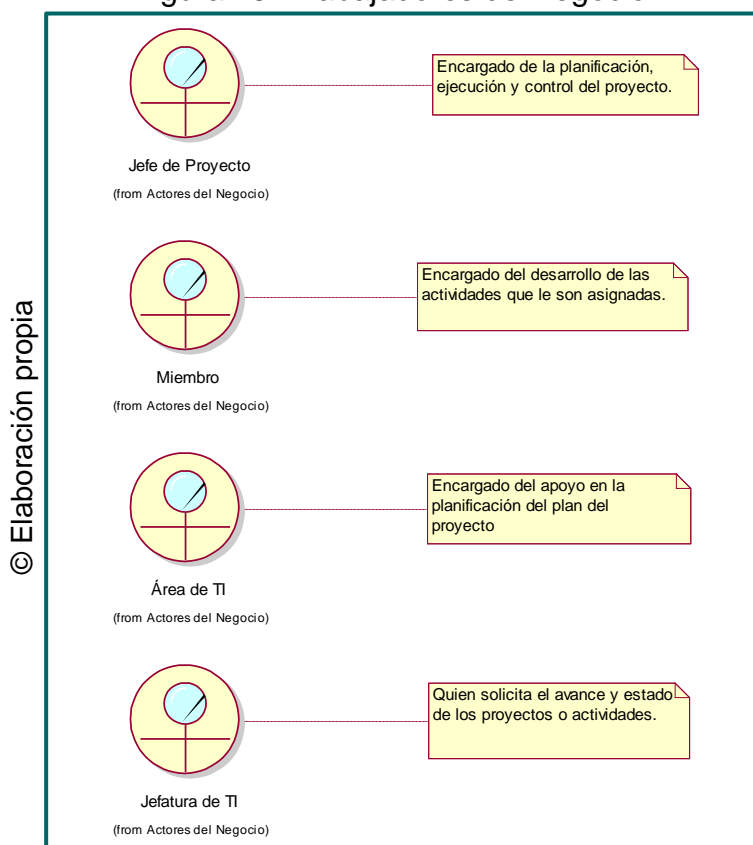 Encargado de la planificación,
ejecución y control del proyecto.
Jefe de Proyecto
(from Actores del Negocio)
Encargado del desarrollo de las
actividades que le son asignadas.
Miembro
(from Actores del Negocio)
Encargado del apoyo en la
planificación del plan del
proyecto
Área de TI
(from Actores del Negocio)
Quien solicita el avance y estado
de los proyectos o actividades.
Jefatura de TI
(from Actores del Negocio)
© Elaboración propia